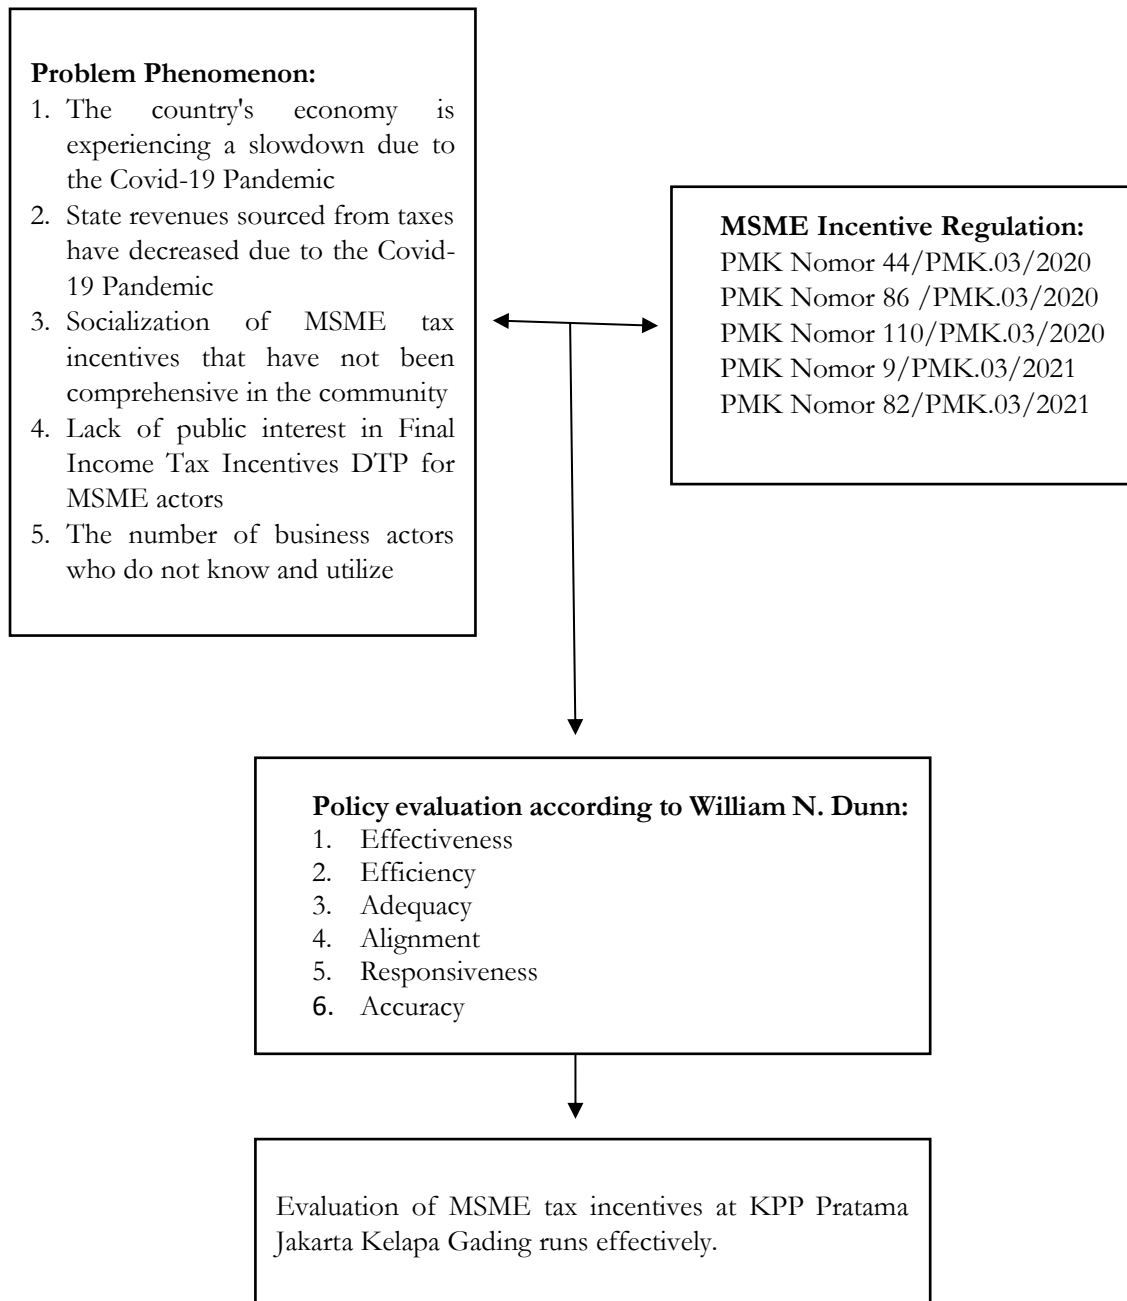 Problem Phenomenon:
1. The country's economy is
experiencing a slowdown due to
the Covid-19 Pandemic
2. State revenues sourced from taxes
have decreased due to the Covid-
19 Pandemic
3. Socialization of MSME tax
incentives that have not been
comprehensive in the community
4. Lack of public interest in Final
Income Tax Incentives DTP for
MSME actors
5. The number of business actors
who do not know and utilize
MSME Incentive Regulation:
PMK Nomor 44/PMK.03/2020
PMK Nomor 86 /PMK.03/2020
PMK Nomor 110/PMK.03/2020
PMK Nomor 9/PMK.03/2021
PMK Nomor 82/PMK.03/2021
Policy evaluation according to William N. Dunn:
1. Effectiveness
2. Efficiency
3. Adequacy
4. Alignment
5. Responsiveness
6. Accuracy
Evaluation of MSME tax incentives at KPP Pratama
Jakarta Kelapa Gading runs effectively.